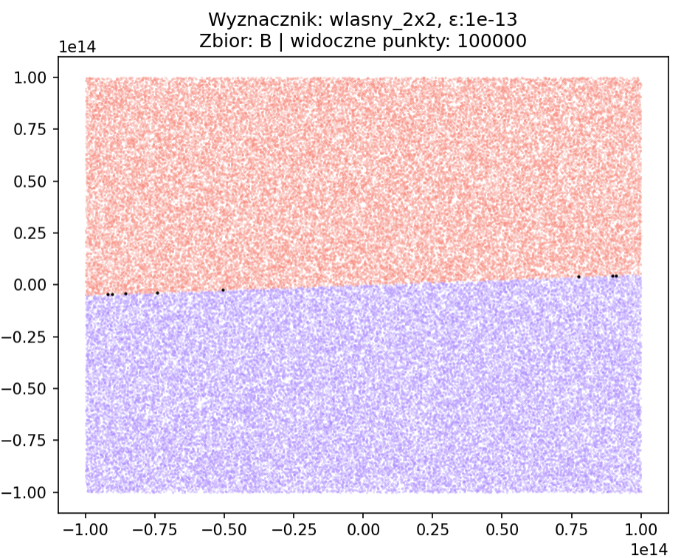 Wyznacznik: wlasny_2x2, ε:1e-13
Zbior: B | widoczne punkty: 100000
1e14
1.00
0.75
0.50
0.25
0.00
−0.25
−0.50
−0.75
−1.00
−1.00 −0.75 −0.50 −0.25 0.00 0.25 0.50 0.75 1.00
1e14